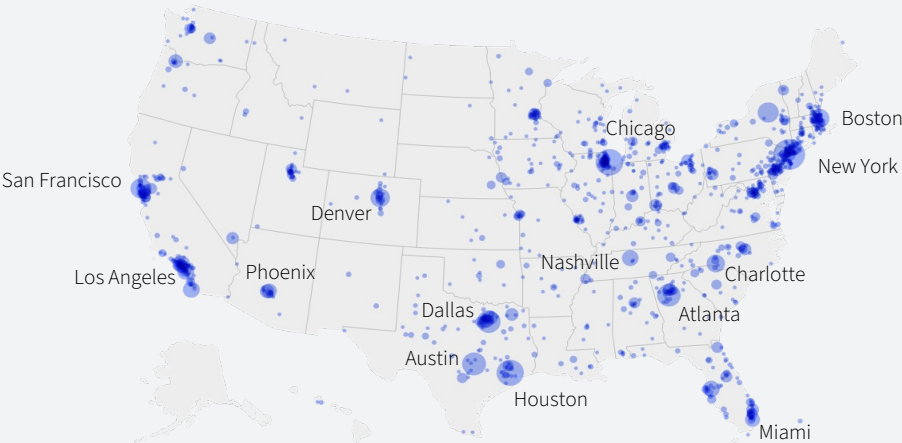 Boston
Chicago
New York
San Francisco
Denver
Nashville
Los Angeles
Phoenix
Charlotte
Dallas
Atlanta
Austin
Houston
Miami